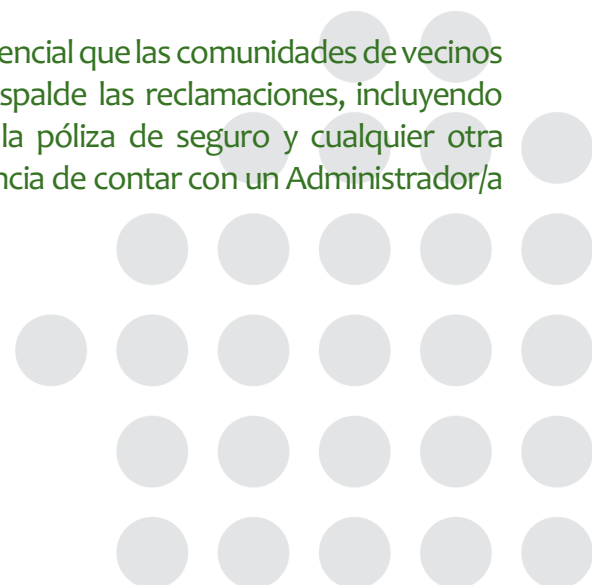 encial que las comunidades de vecinos
spalde las reclamaciones, incluyendo
la póliza de seguro y cualquier otra
ncia de contar con un Administrador/a